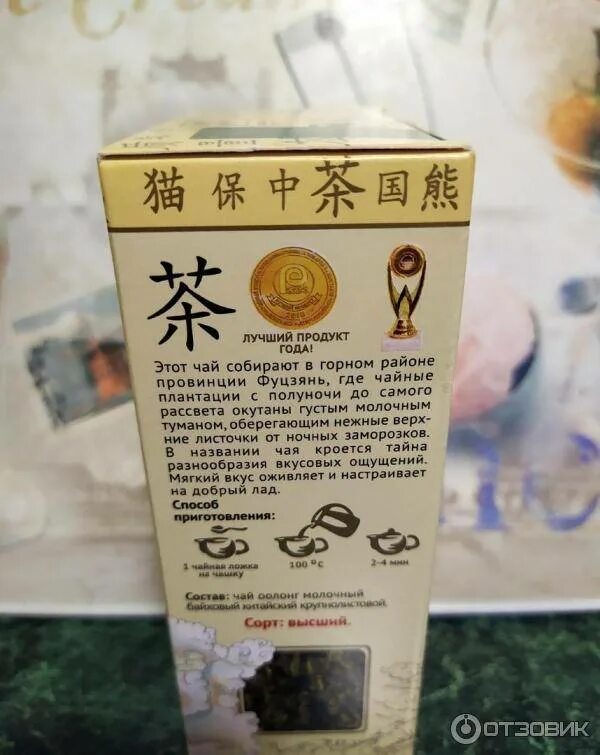 猫 保 中 茶 国 熊
茶
ЛУЧШИЙ ПРОДУКТ
ГОДА!
Этот чай собирают в горном районе
провинции Фуцзянь, где чайные
плантации с полуночи до самого
рассвета окутаны густым молочным
туманом, оберегающим нежные верх-
ние листочки от ночных заморозков.
В названии чая кроется тайна
разнообразия вкусовых ощущений.
Мягкий вкус оживляет и настраивает
на добрый лад.
Способ
приготовления:
1 чайная ложка
на чашку
100 °C
2-4 мин
Состав: чай оолонг молочный
байховый китайский крупнолистовой.
Сорт: высший.
ОТЗОВИК